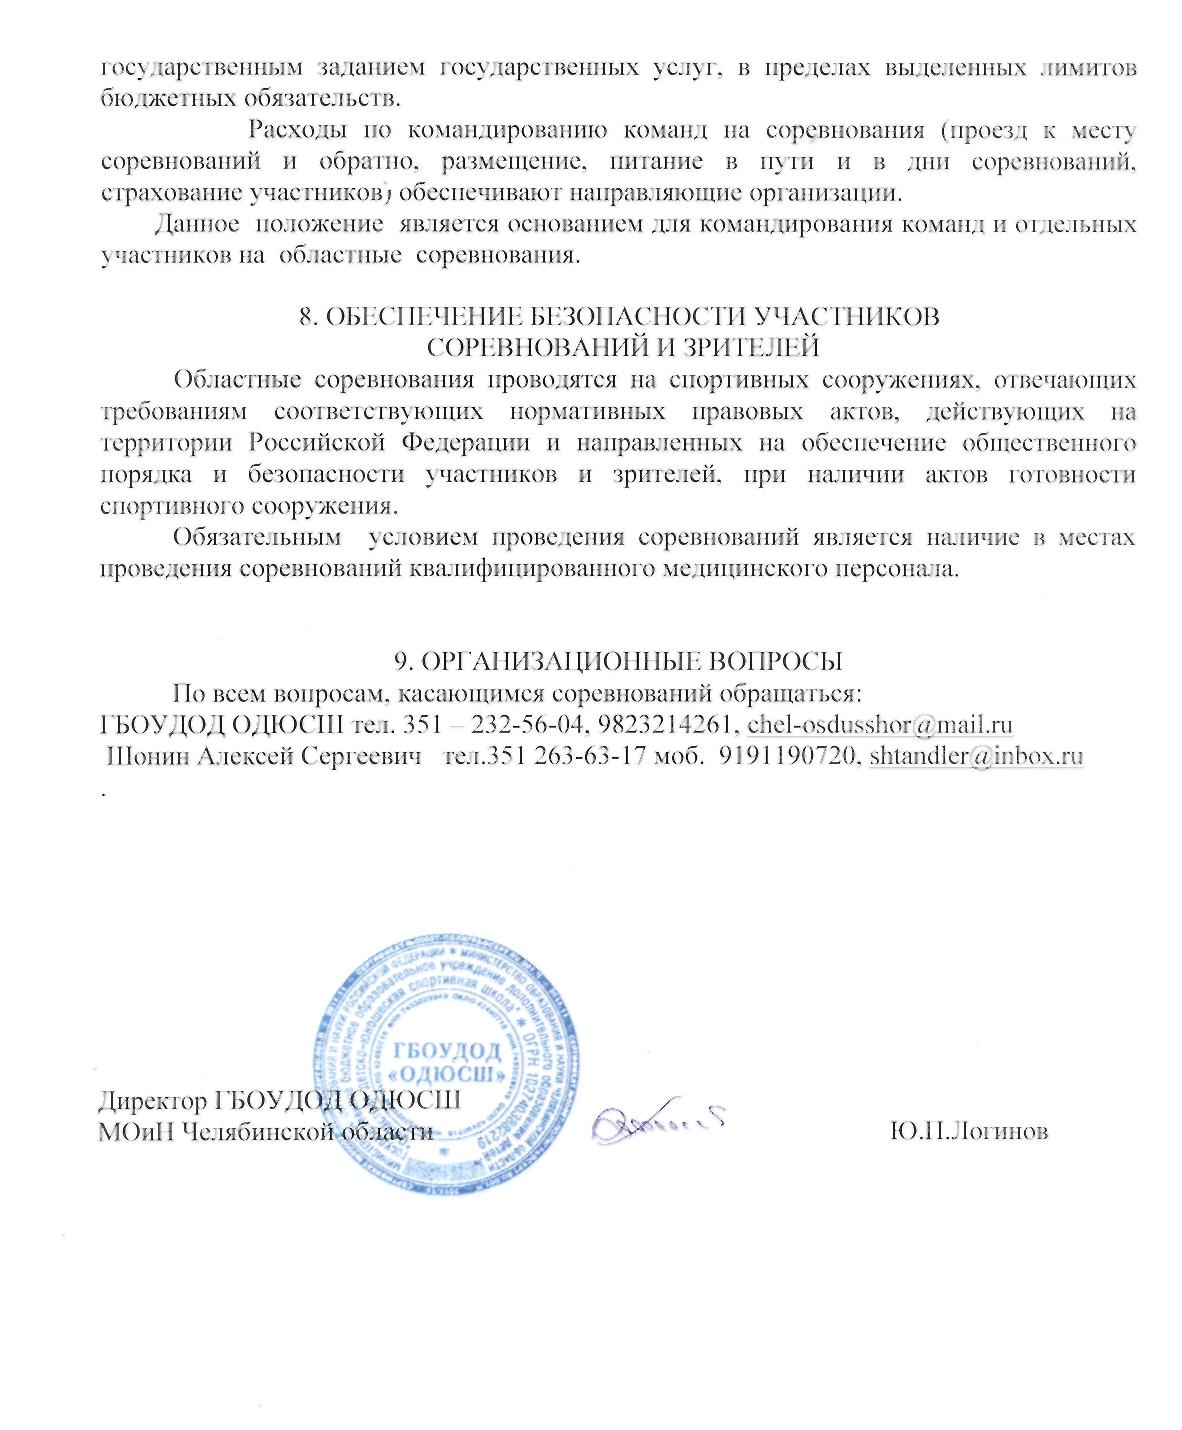 государственным заданием государственных услуг, в пределах выделенных лимитов
бюджетных обязательств.
Расходы по командированию команд на соревнования (проезд к месту
соревнований и обратно, размещение, питание в пути и в дни соревнований,
страхование участников) обеспечивают направляющие организации.
Данное положение является основанием для командирования команд и отдельных
участников на областные соревнования.
8. ОБЕСПЕЧЕНИЕ БЕЗОПАСНОСТИ УЧАСТНИКОВ
СОРЕВНОВАНИЙ И ЗРИТЕЛЕЙ
Областные соревнования проводятся на спортивных сооружениях, отвечающих
требованиям соответствующих нормативных правовых актов, действующих на
территории Российской Федерации и направленных на обеспечение общественного
порядка и безопасности участников и зрителей, при наличии актов готовности
спортивного сооружения.
Обязательным условием проведения соревнований является наличие в местах
проведения соревнований квалифицированного медицинского персонала.
9. ОРГАНИЗАЦИОННЫЕ ВОПРОСЫ
По всем вопросам, касающимся соревнований обращаться:
ГБОУДОД ОДЮСШ тел. 351 – 232-56-04, 9823214261, chel-osdusshor@mail.ru
Шонин Алексей Сергеевич тел.351 263-63-17 моб. 9191190720, shtandler@inbox.ru
.
ГБОУДОД
«ОДЮСШ»
Директор ГБОУДОД ОДЮСШ
МОиН Челябинской области Ю.П.Логинов